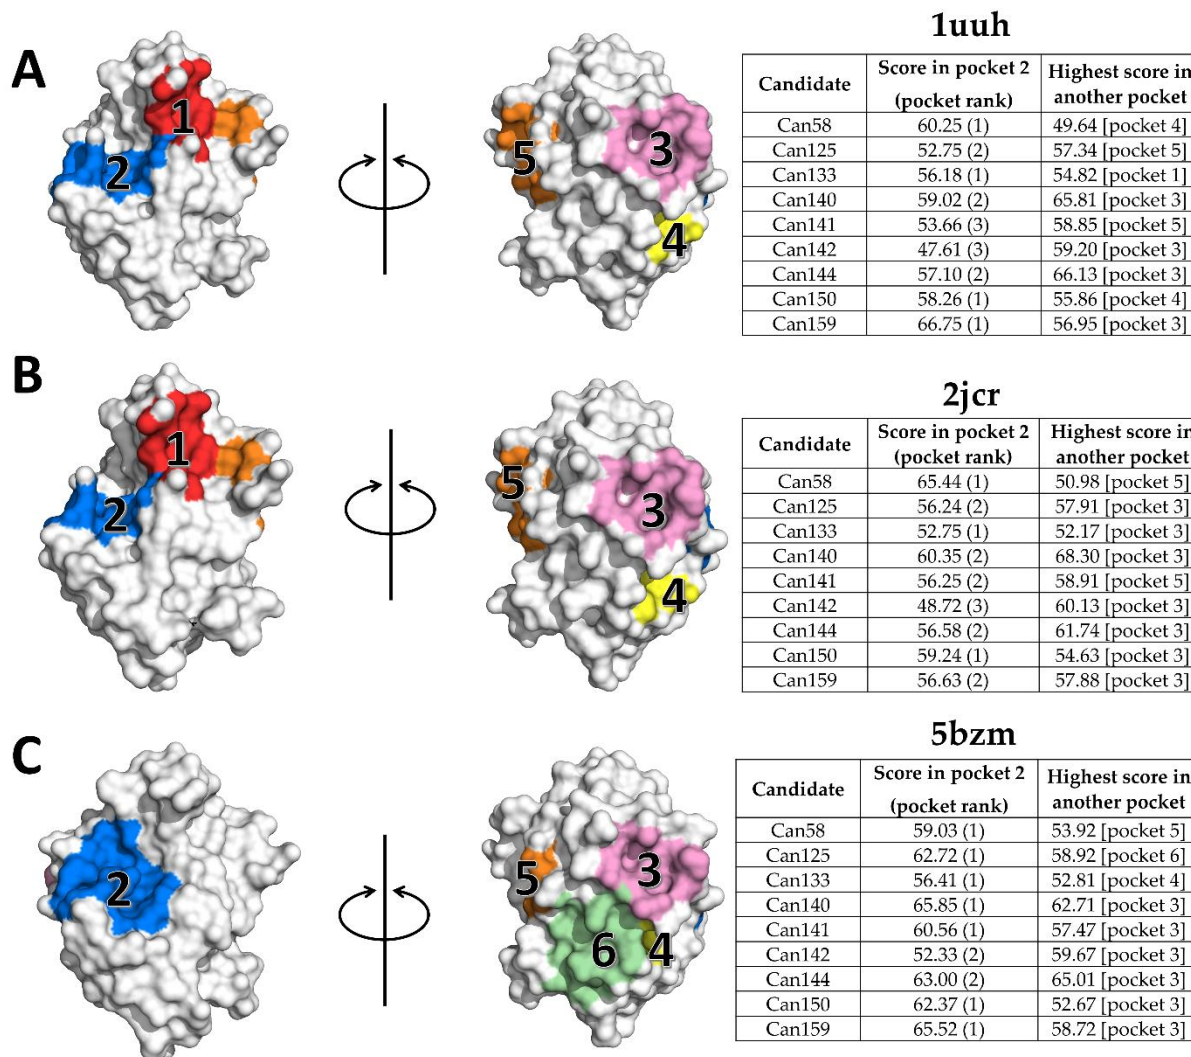 A
1
2
5
3
4
1uuh
Candidate
Score in pocket 2
(pocket rank)
Highest score in
another pocket
Can58 60.25 (1) 49.64 [pocket 4]
Can125 52.75 (2) 57.34 [pocket 5]
Can133 56.18 (1) 54.82 [pocket 1]
Can140 59.02 (2) 65.81 [pocket 3]
Can141 53.66 (3) 58.85 [pocket 5]
Can142 47.61 (3) 59.20 [pocket 3]
Can144 57.10 (2) 66.13 [pocket 3]
Can150 58.26 (1) 55.86 [pocket 4]
Can159 66.75 (1) 56.95 [pocket 3]
B
1
2
5
3
4
2jcr
Candidate
Score in pocket 2
(pocket rank)
Highest score in
another pocket
Can58 65.44 (1) 50.98 [pocket 5]
Can125 56.24 (2) 57.91 [pocket 3]
Can133 52.75 (1) 52.17 [pocket 3]
Can140 60.35 (2) 68.30 [pocket 3]
Can141 56.25 (2) 58.91 [pocket 5]
Can142 48.72 (3) 60.13 [pocket 3]
Can144 56.58 (2) 61.74 [pocket 3]
Can150 59.24 (1) 54.63 [pocket 3]
Can159 56.63 (2) 57.88 [pocket 3]
C
2
5
3
6
4
5bzm
Candidate
Score in pocket 2
(pocket rank)
Highest score in
another pocket
Can58 59.03 (1) 53.92 [pocket 5]
Can125 62.72 (1) 58.92 [pocket 6]
Can133 56.41 (1) 52.81 [pocket 4]
Can140 65.85 (1) 62.71 [pocket 3]
Can141 60.56 (1) 57.47 [pocket 3]
Can142 52.33 (2) 59.67 [pocket 3]
Can144 63.00 (2) 65.01 [pocket 3]
Can150 62.37 (1) 52.67 [pocket 3]
Can159 65.52 (1) 58.72 [pocket 3]